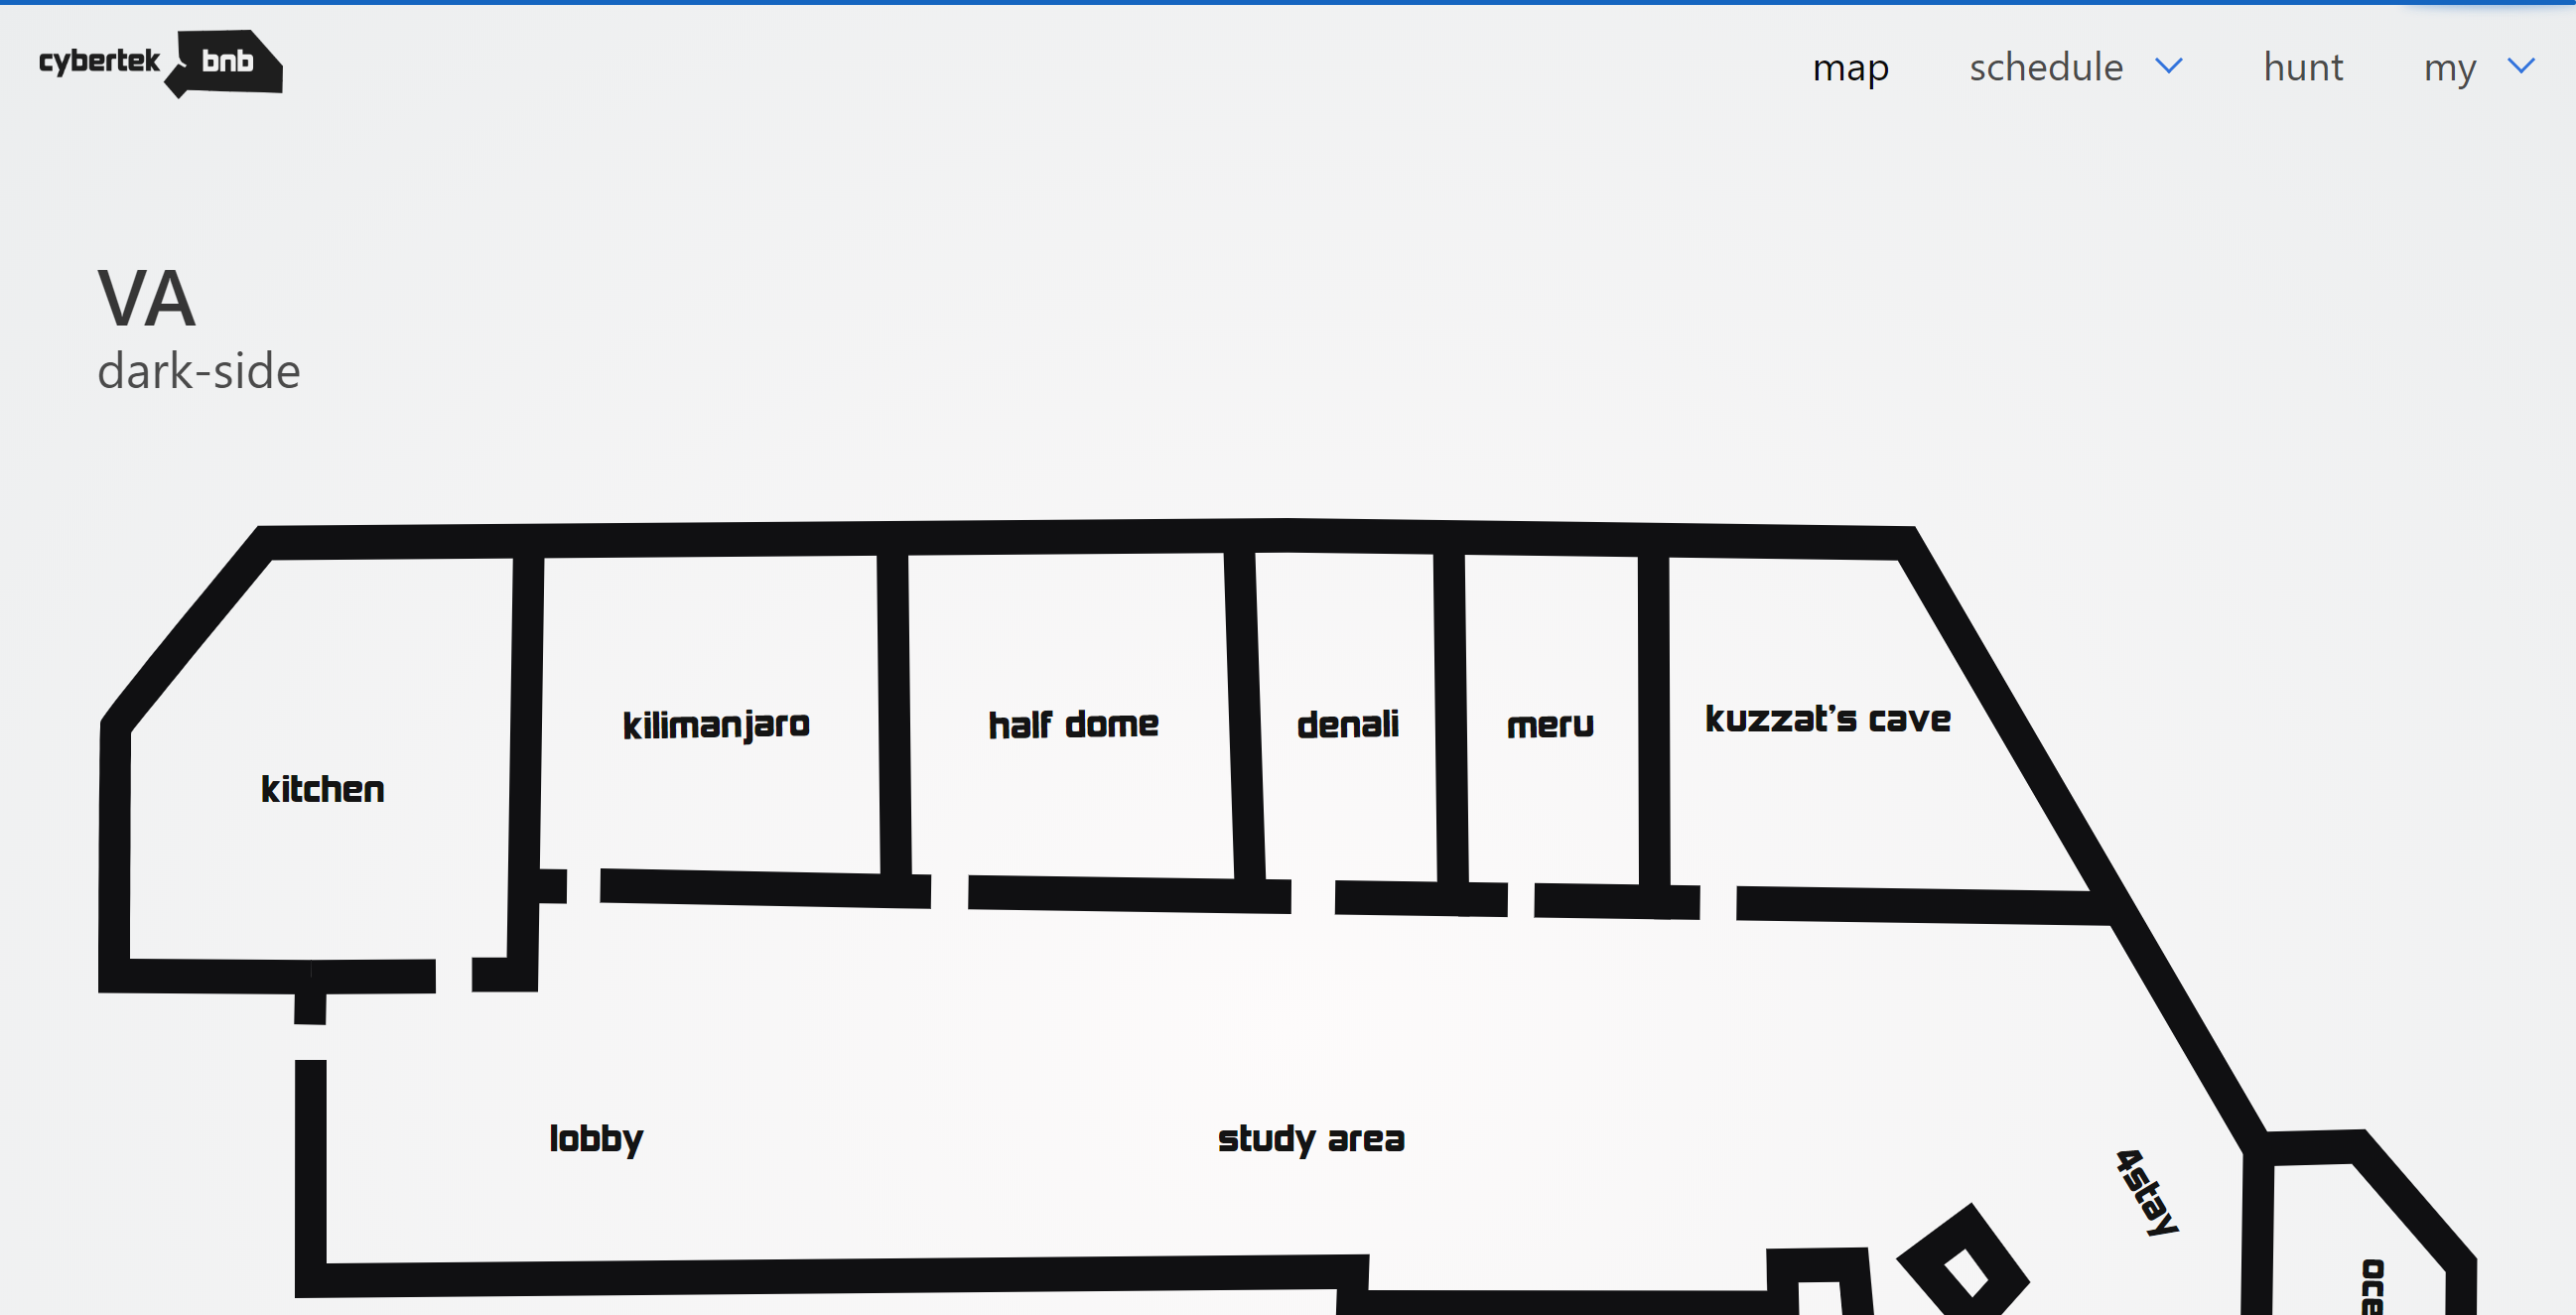 cybertek bnb
map schedule hunt my
VA
dark-side
kilimanjaro
half dome
denali
meru
kuzzat's cave
kitchen
lobby
study area
4stay